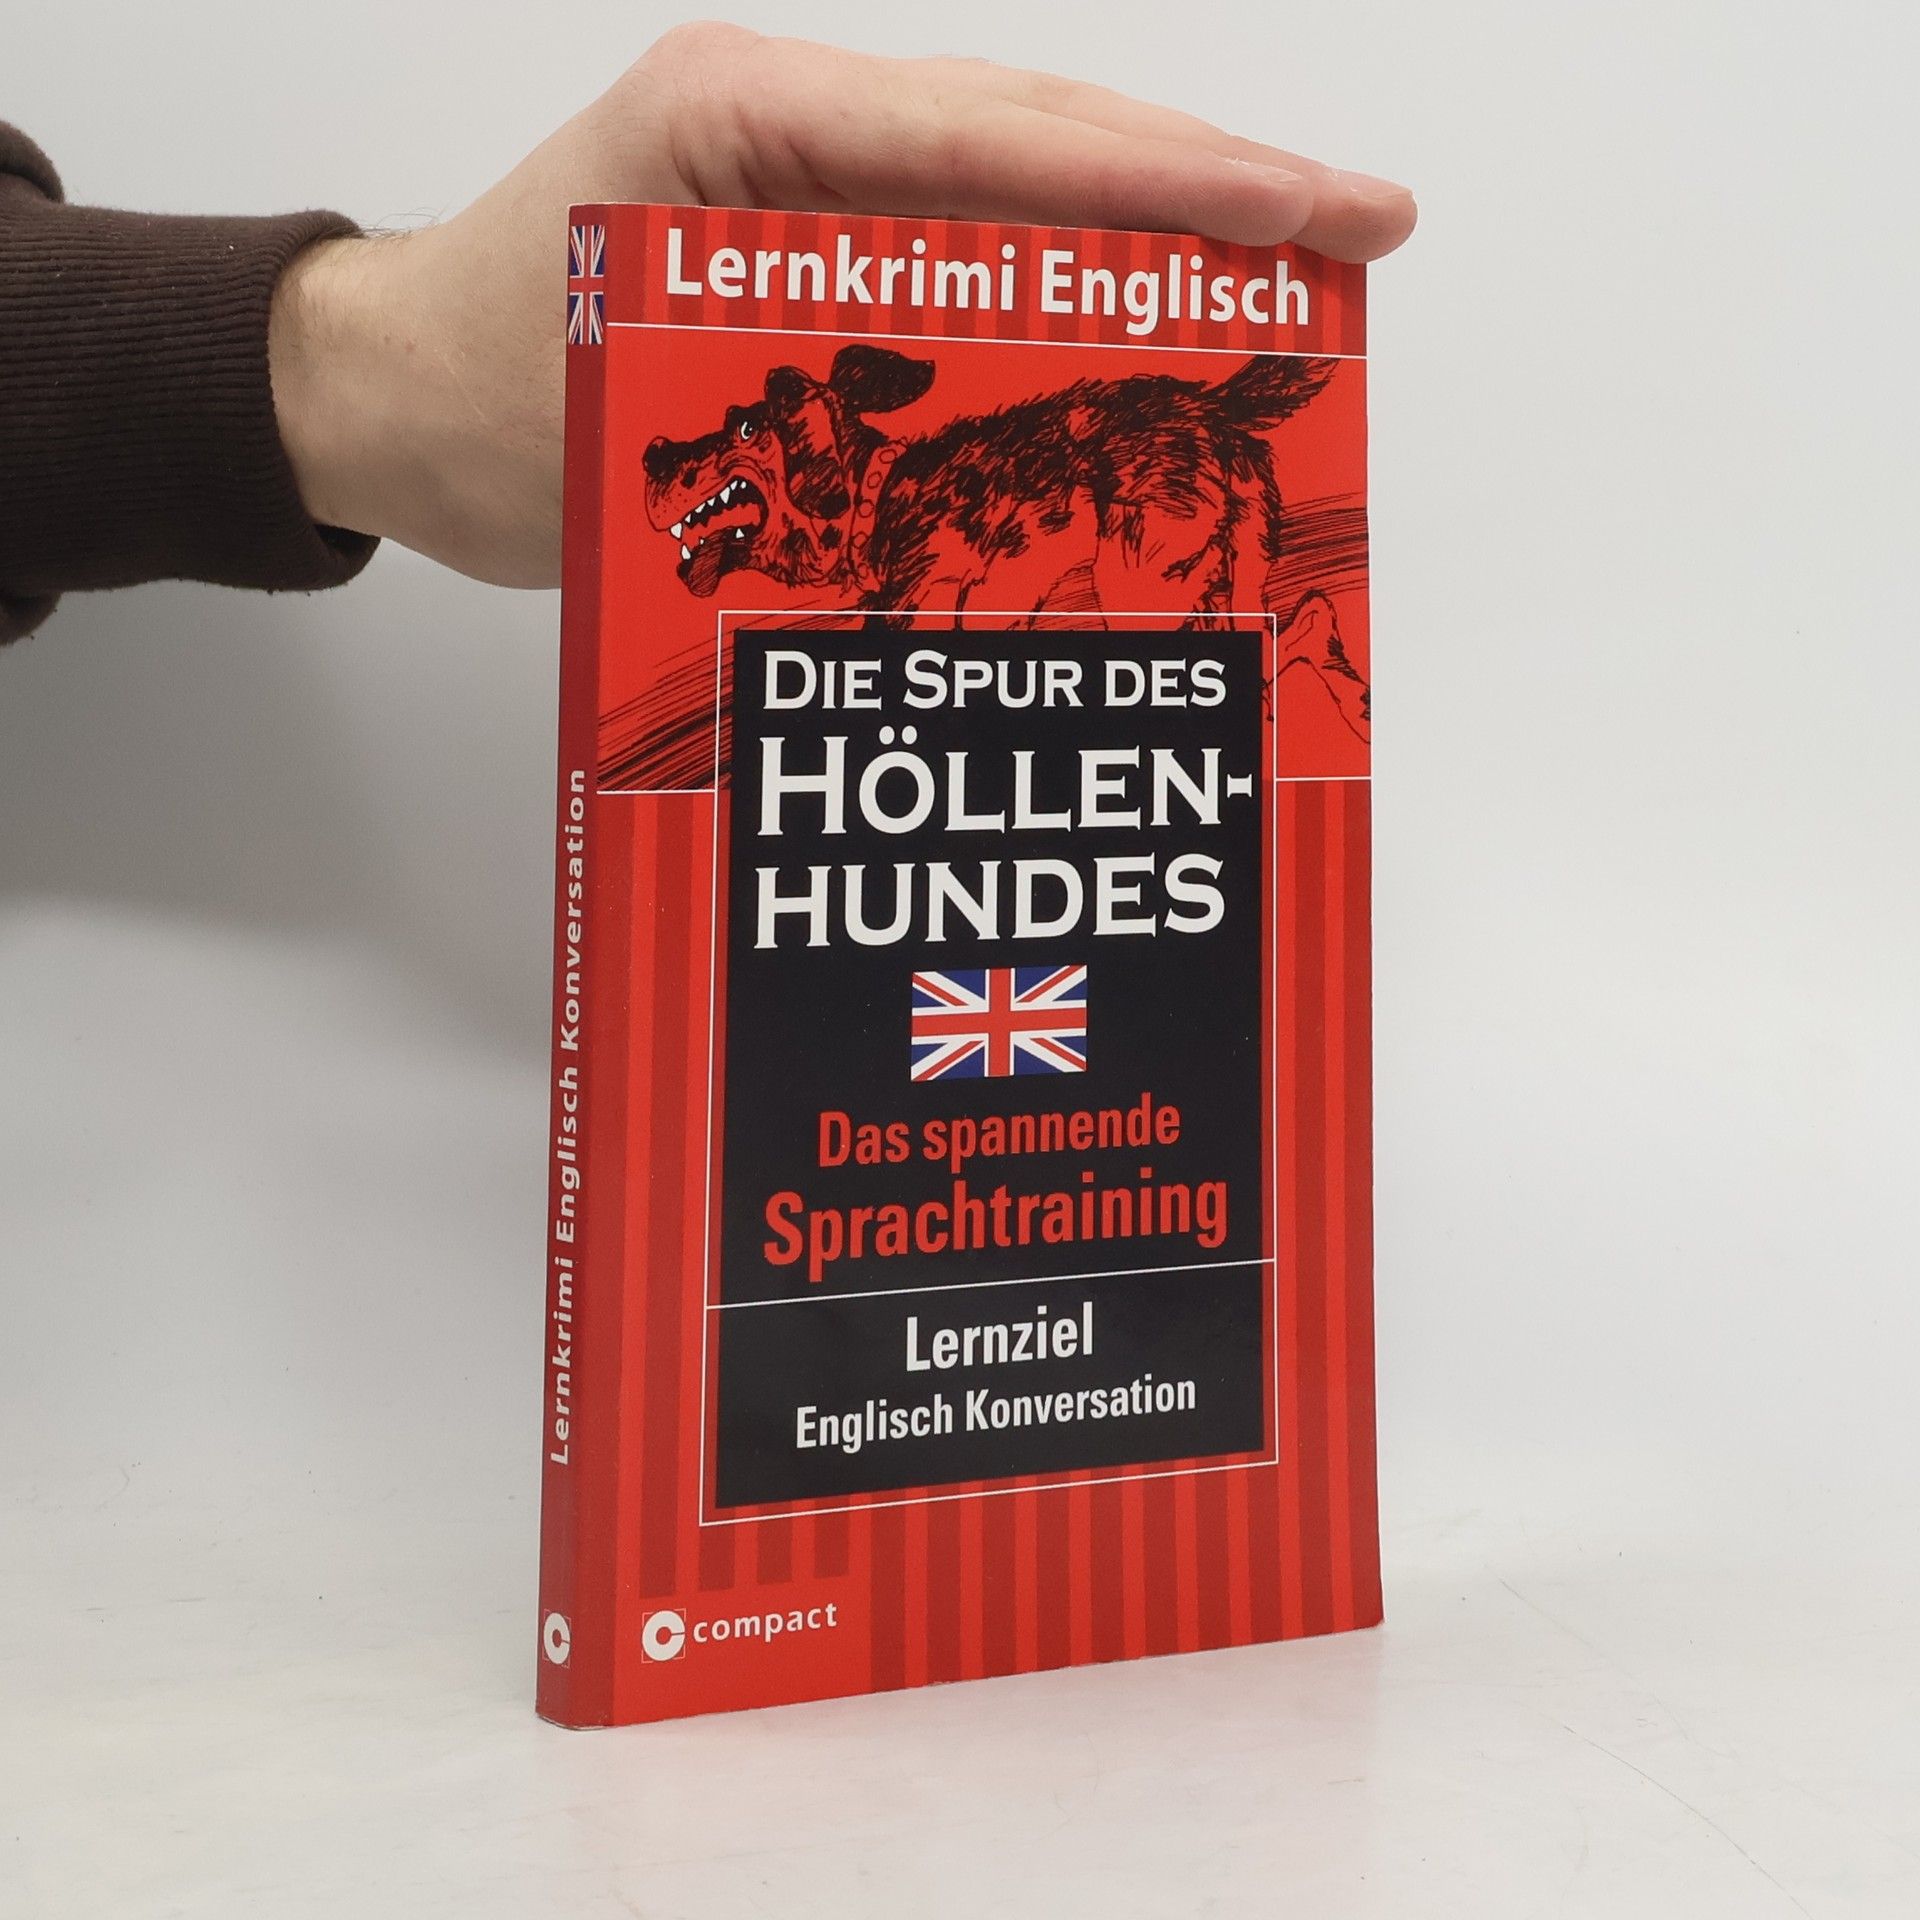 Lernkrimi Englisch
DIE SPUR DES
HÖLLEN-
HUNDES
Das spannende
Sprachtraining
Lernziel
Englisch Konversation
compact
Lernkrimi Englisch Konversation